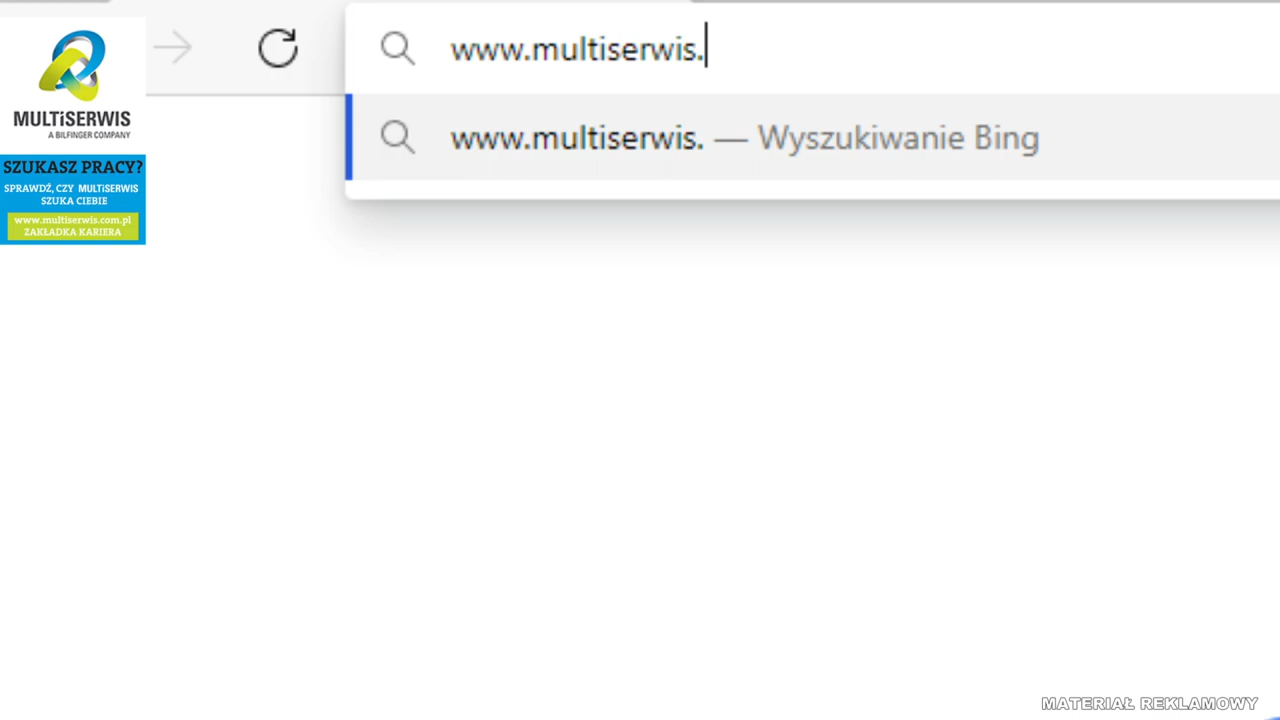 www.multiserwis.
www.multiserwis. — Wyszukiwanie Bing
MULTiSERWIS
A BILFINGER COMPANY
SZUKASZ PRACY?
SPRAWDŹ, CZY MULTiSERWIS
SZUKA CIEBIE
www.multiserwis.com.pl
ZAKŁADKA KARIERA
MATERIAŁ REKLAMOWY